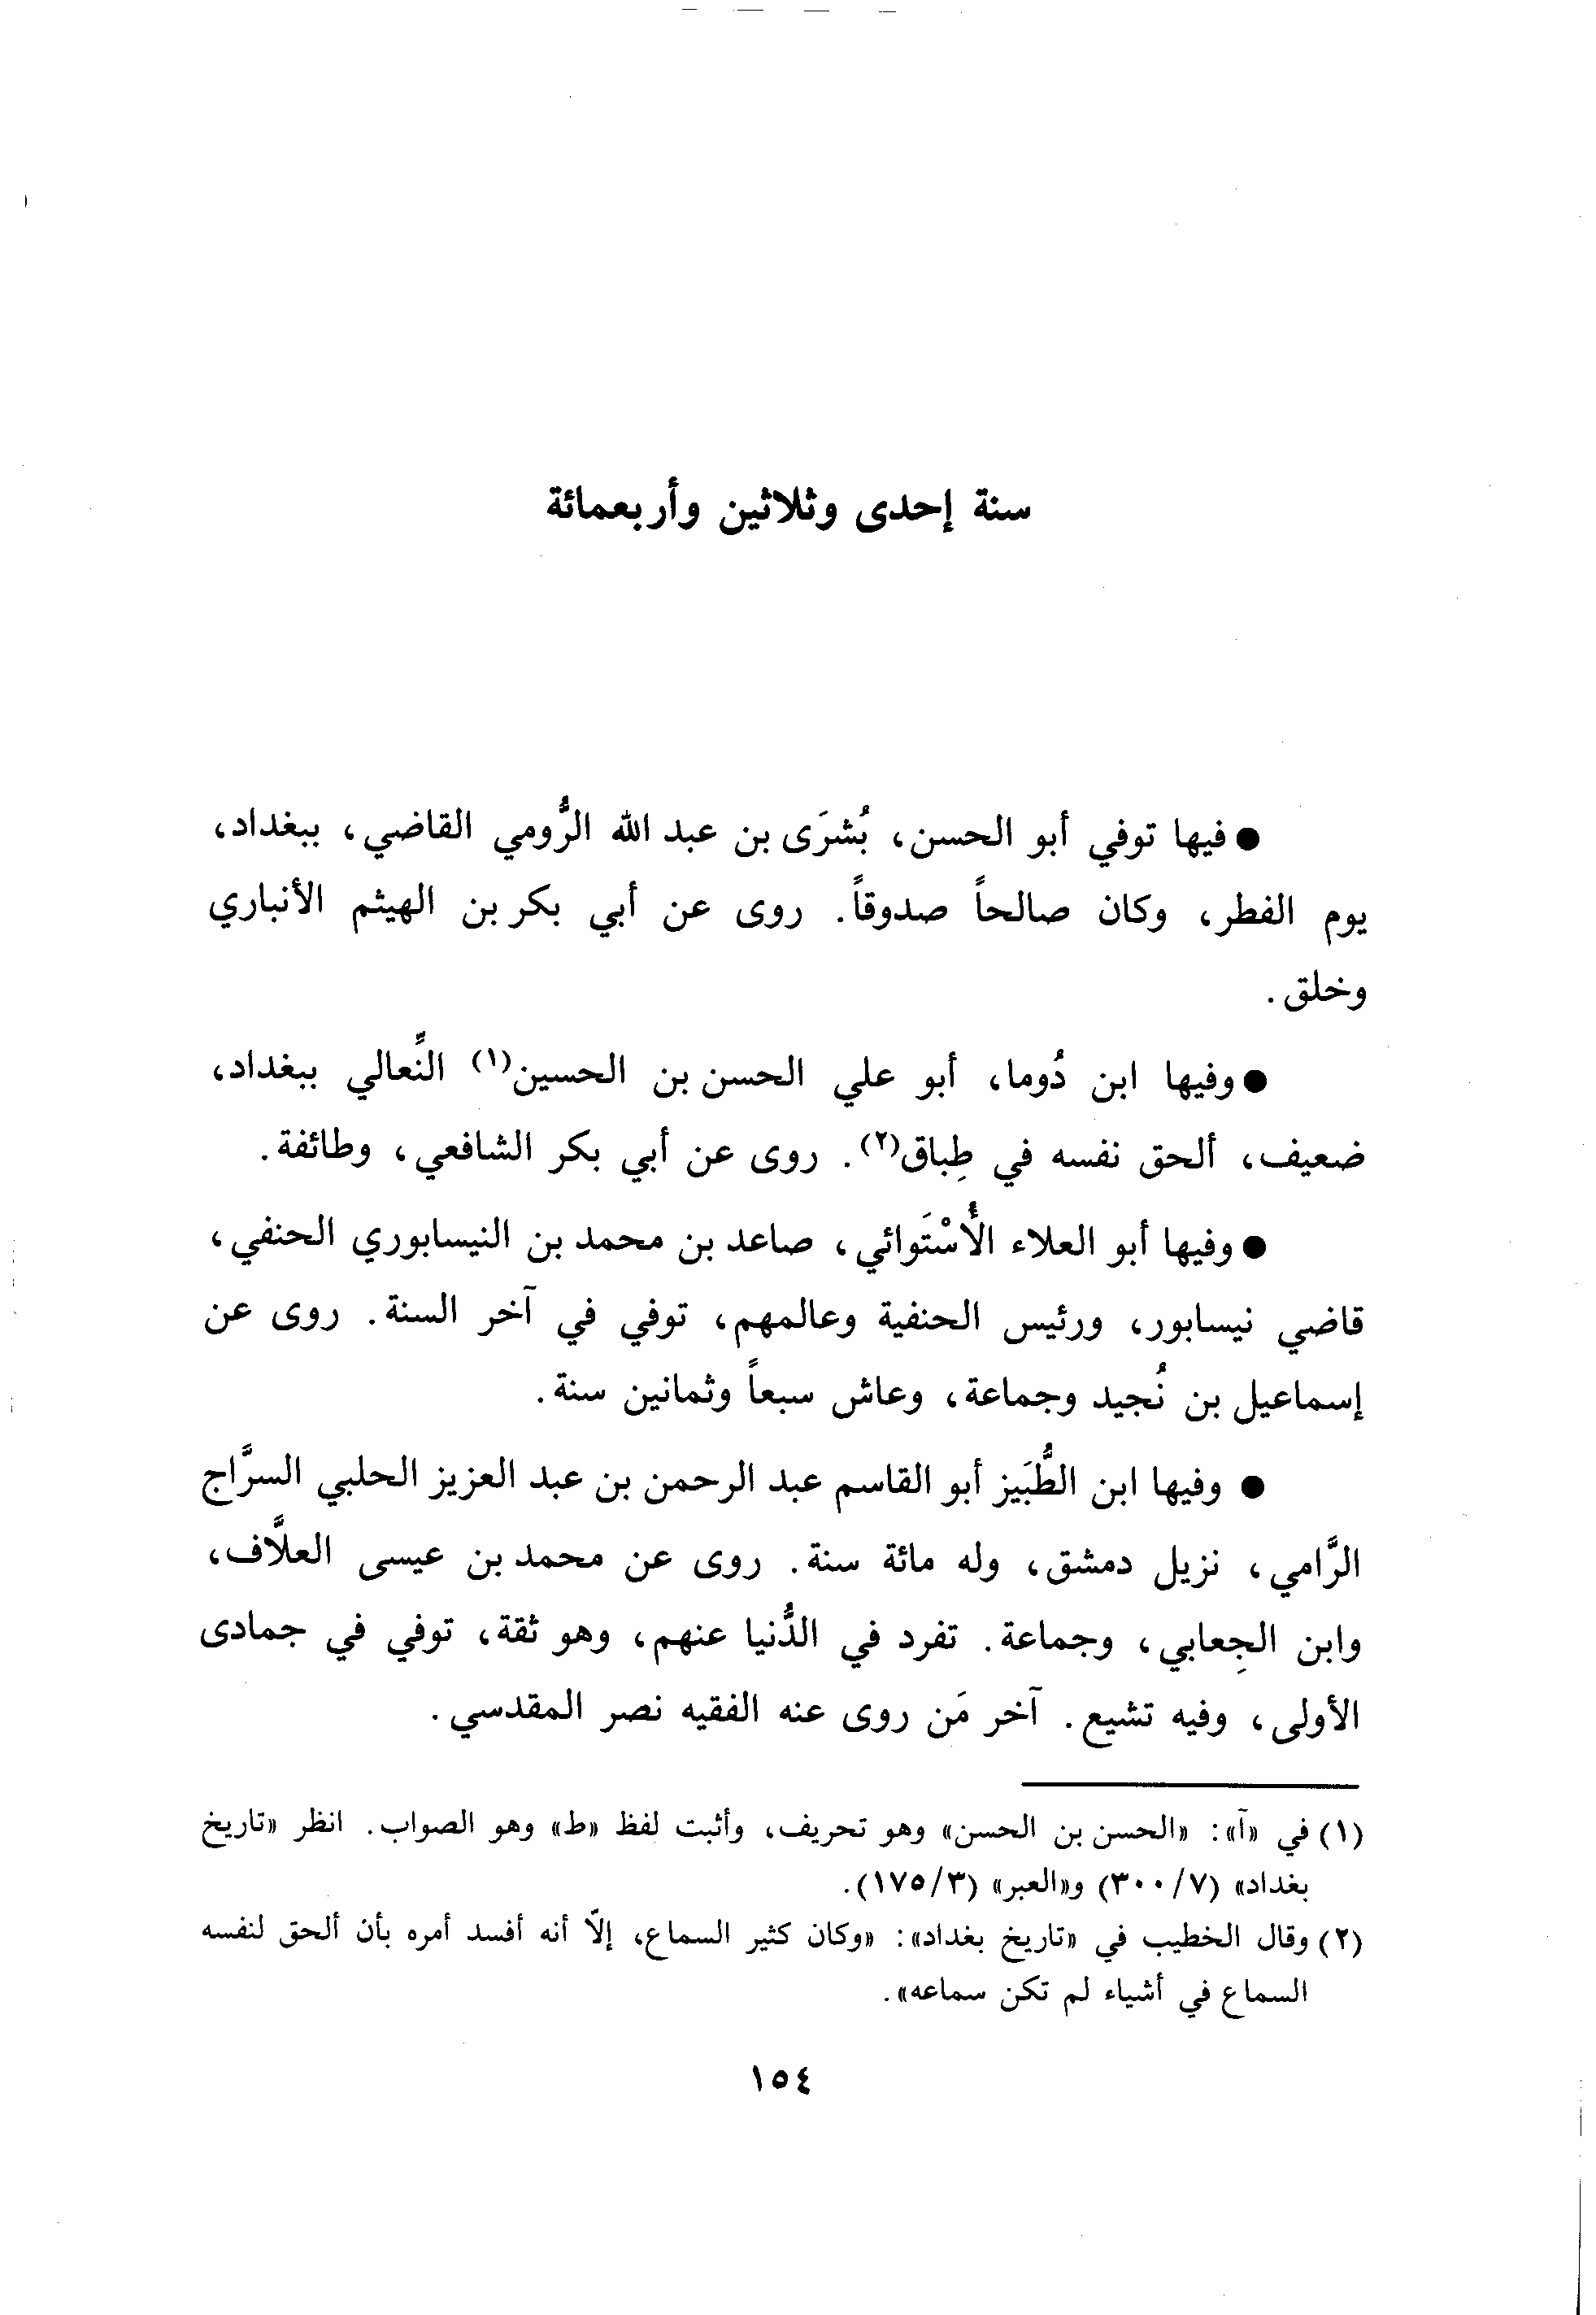 سنة إحدى وثلاثين وأربعمائة
● فيها توفي أبو الحسن، بُشرَى بن عبد الله الرُّومي القاضي، ببغداد،
يوم الفطر، وكان صالحاً صدوقاً. روى عن أبي بكر بن الهيثم الأنباري
وخلق.
● وفيها ابن دُوما، أبو علي الحسن بن الحسين(١) النِّعالي ببغداد،
ضعيف، ألحق نفسه في طِباق(٢). روى عن أبي بكر الشافعي، وطائفة.
● وفيها أبو العلاء الأُسْتَوائي، صاعد بن محمد بن النيسابوري الحنفي،
قاضي نيسابور، ورئيس الحنفية وعالمهم، توفي في آخر السنة. روى عن
إسماعيل بن نُجيد وجماعة، وعاش سبعاً وثمانين سنة.
● وفيها ابن الطُّبَيز أبو القاسم عبد الرحمن بن عبد العزيز الحلبي السرَّاج
الرَّامي، نزيل دمشق، وله مائة سنة. روى عن محمد بن عيسى العلَّاف،
وابن الجِعابي، وجماعة. تفرد في الدُّنيا عنهم، وهو ثقة، توفي في جمادى
الأولى، وفيه تشيع. آخر مَن روى عنه الفقيه نصر المقدسي.
(١) في «آ»: «الحسن بن الحسن» وهو تحريف، وأثبت لفظ «ط» وهو الصواب. انظر «تاريخ
بغداد» (٧/ ٣٠٠) و«العبر» (٣/ ١٧٥).
(٢) وقال الخطيب في «تاريخ بغداد»: «وكان كثير السماع، إلّا أنه أفسد أمره بأن ألحق لنفسه
السماع في أشياء لم تكن سماعه».
١٥٤